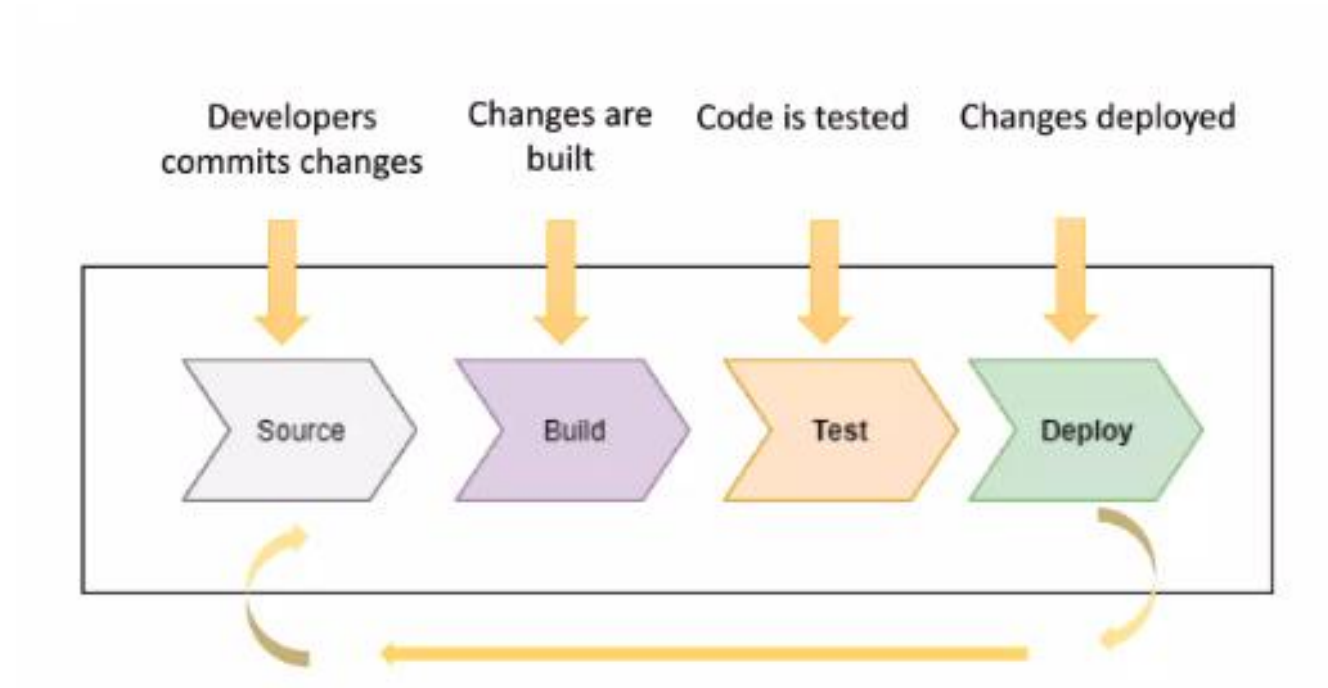 Developers
commits changes
Changes are
built
Code is tested
Changes deployed
Source
Build
Test
Deploy